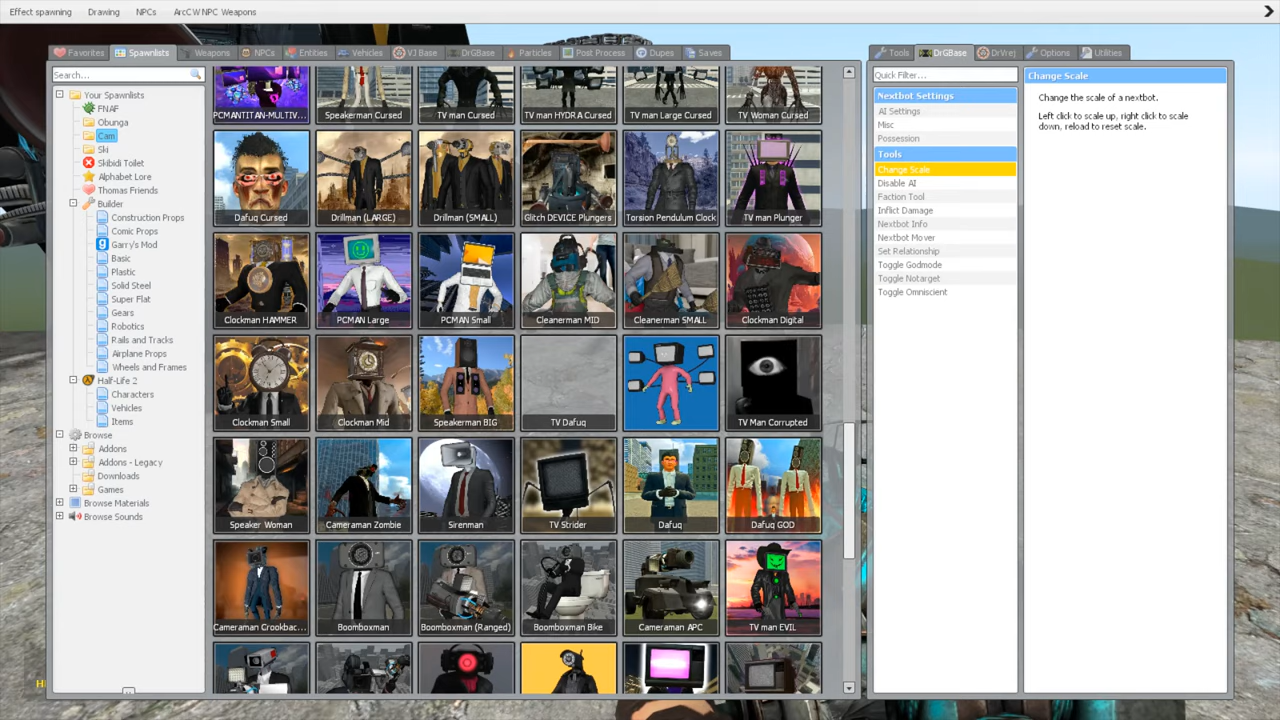 Effect spawning Drawing NPCs ArcCW NPC Weapons
Favorites Spawnlists Weapons NPCs Entities Vehicles VJ Base DrGBase Particles Post Process Dupes Saves
Tools DrGBase DrVrej Options Utilities
Search...
Your Spawnlists
FNAF
Obunga
Cam
Ski
Skibidi Toilet
Alphabet Lore
Thomas Friends
Builder
Construction Props
Comic Props
Garry's Mod
Basic
Plastic
Solid Steel
Super Flat
Gears
Robotics
Rails and Tracks
Airplane Props
Wheels and Frames
Half-Life 2
Characters
Vehicles
Items
Browse
Addons
Addons - Legacy
Downloads
Games
Browse Materials
Browse Sounds
PCMANTITAN-MULTIV... Speakerman Cursed TV man Cursed TV man HYDRA Cursed TV man Large Cursed TV Woman Cursed
Dafuq Cursed Drillman (LARGE) Drillman (SMALL) Glitch DEVICE Plungers Torsion Pendulum Clock TV man Plunger
Clockman HAMMER PCMAN Large PCMAN Small Cleanerman MID Cleanerman SMALL Clockman Digital
Clockman Small Clockman Mid Speakerman BIG TV Dafuq TV Man Corrupted
Speaker Woman Cameraman Zombie Sirenman TV Strider Dafuq Dafuq GOD
Cameraman Crookbac... Boomboxman Boomboxman (Ranged) Boomboxman Bike Cameraman APC TV man EVIL
Quick Filter...
Nextbot Settings
AI Settings
Misc
Possession
Tools
Change Scale
Disable AI
Faction Tool
Inflict Damage
Nextbot Info
Nextbot Mover
Set Relationship
Toggle Godmode
Toggle Notarget
Toggle Omniscient
Change Scale
Change the scale of a nextbot.
Left click to scale up, right click to scale
down, reload to reset scale.